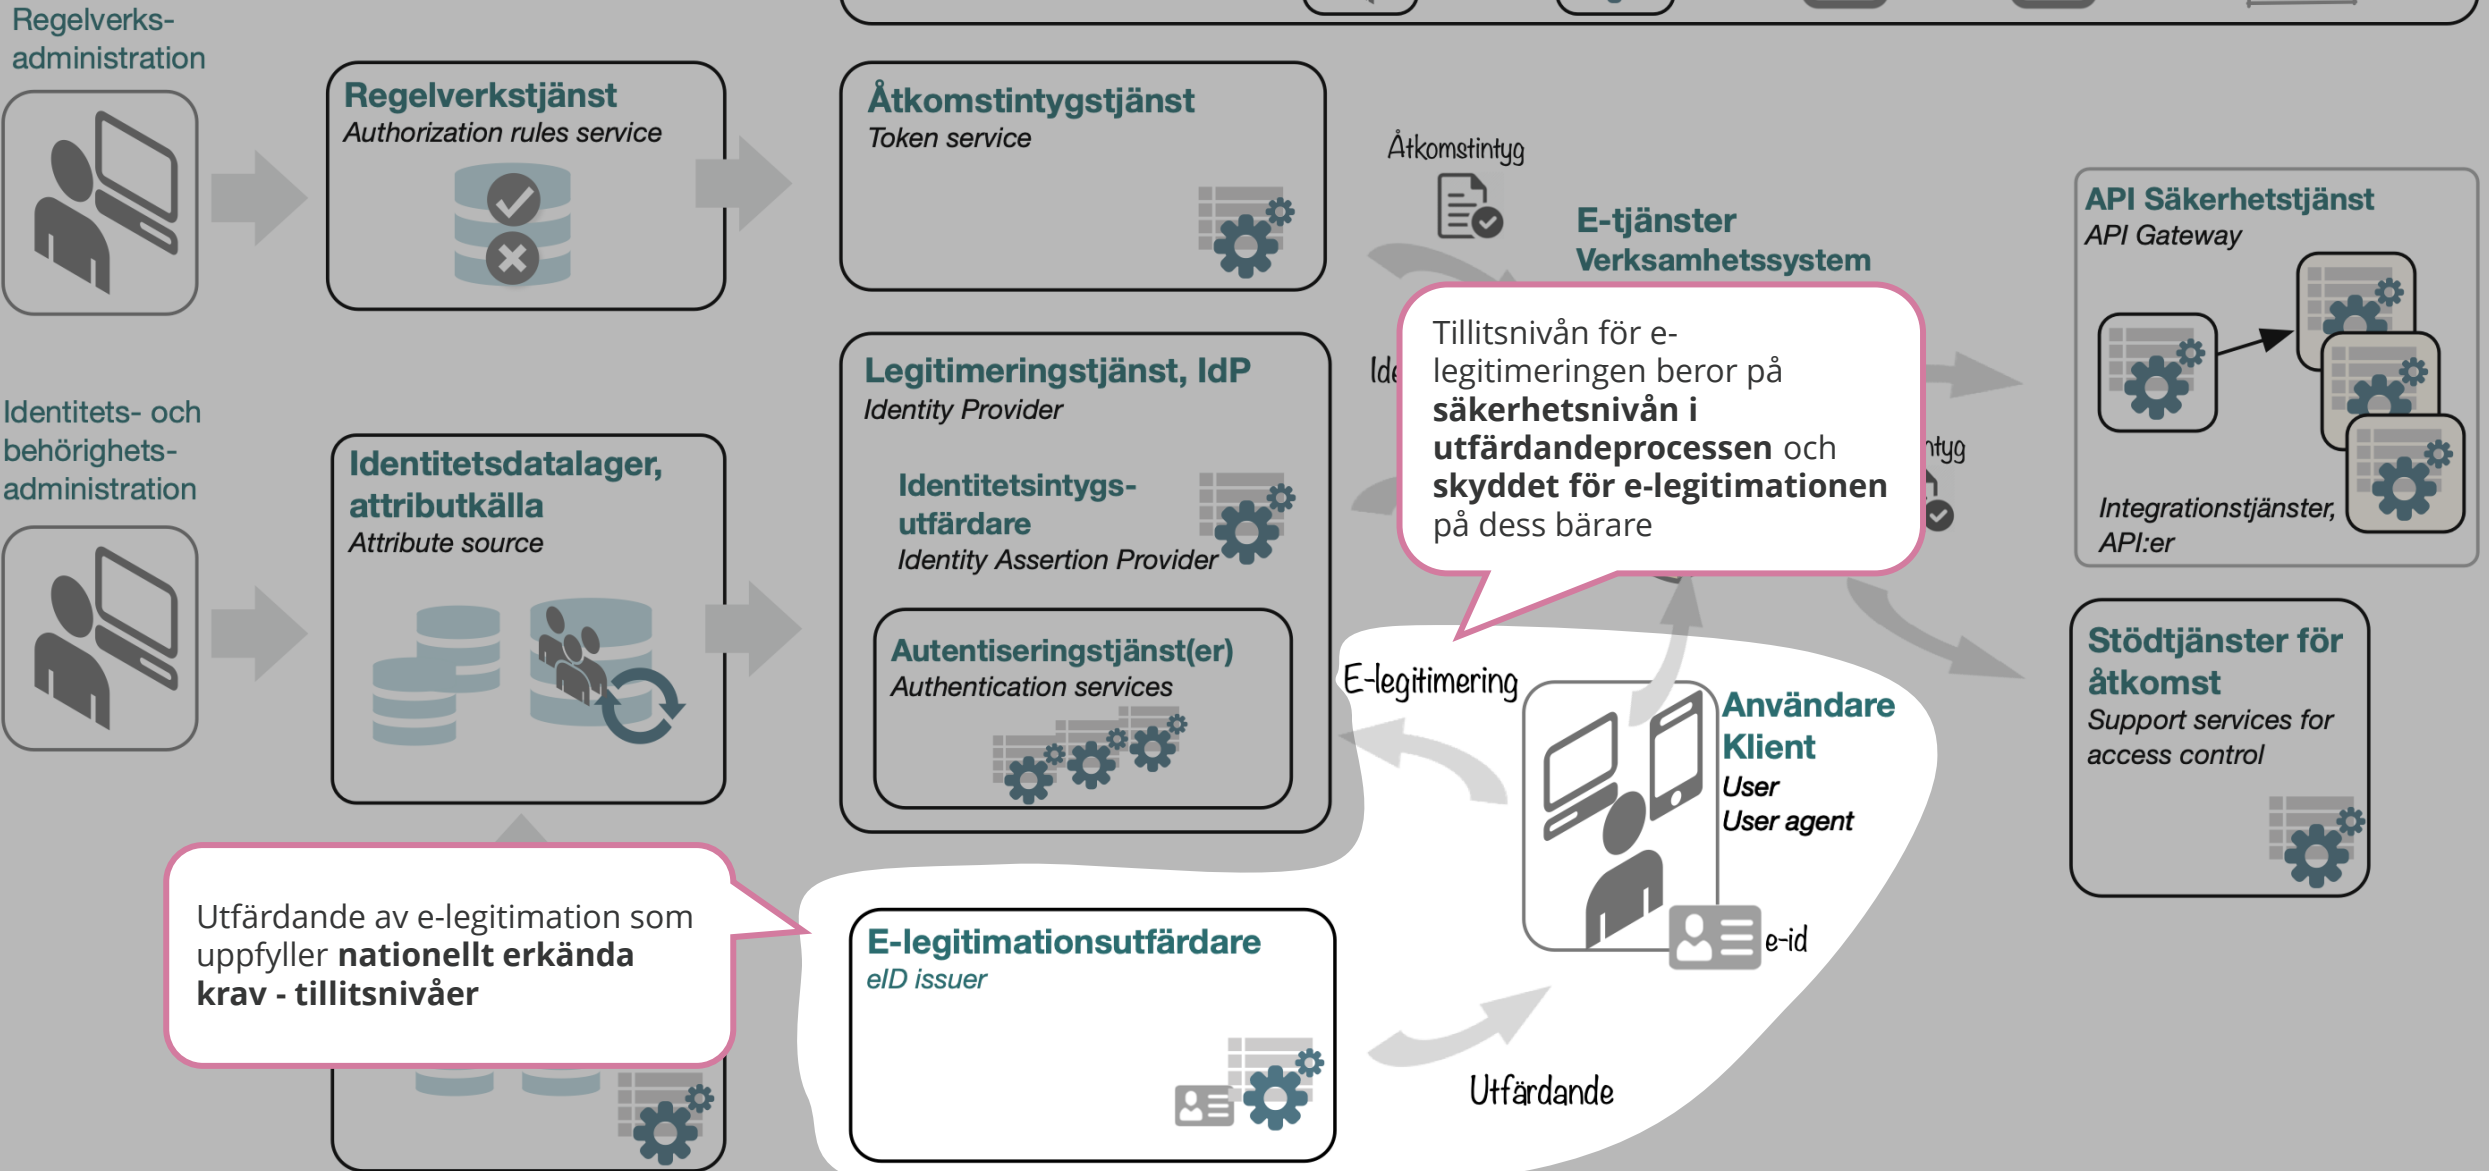 Regelverks-
administration
Regelverkstjänst
Authorization rules service
Åtkomstintygstjänst
Token service
Åtkomstintyg
E-tjänster
Verksamhetssystem
API Säkerhetstjänst
API Gateway
Integrationstjänster,
API:er
Identitets- och
behörighets-
administration
Identitetsdatalager,
attributkälla
Attribute source
Legitimeringstjänst, IdP
Identity Provider
Identitetsintygs-
utfärdare
Identity Assertion Provider
Autentiseringstjänst(er)
Authentication services
Tillitsnivån för e-
legitimeringen beror på
säkerhetsnivån i
utfärdandeprocessen och
skyddet för e-legitimationen
på dess bärare
E-legitimering
Användare
Klient
User
User agent
e-id
Stödtjänster för
åtkomst
Support services for
access control
Utfärdande av e-legitimation som
uppfyller nationellt erkända
krav - tillitsnivåer
E-legitimationsutfärdare
eID issuer
Utfärdande